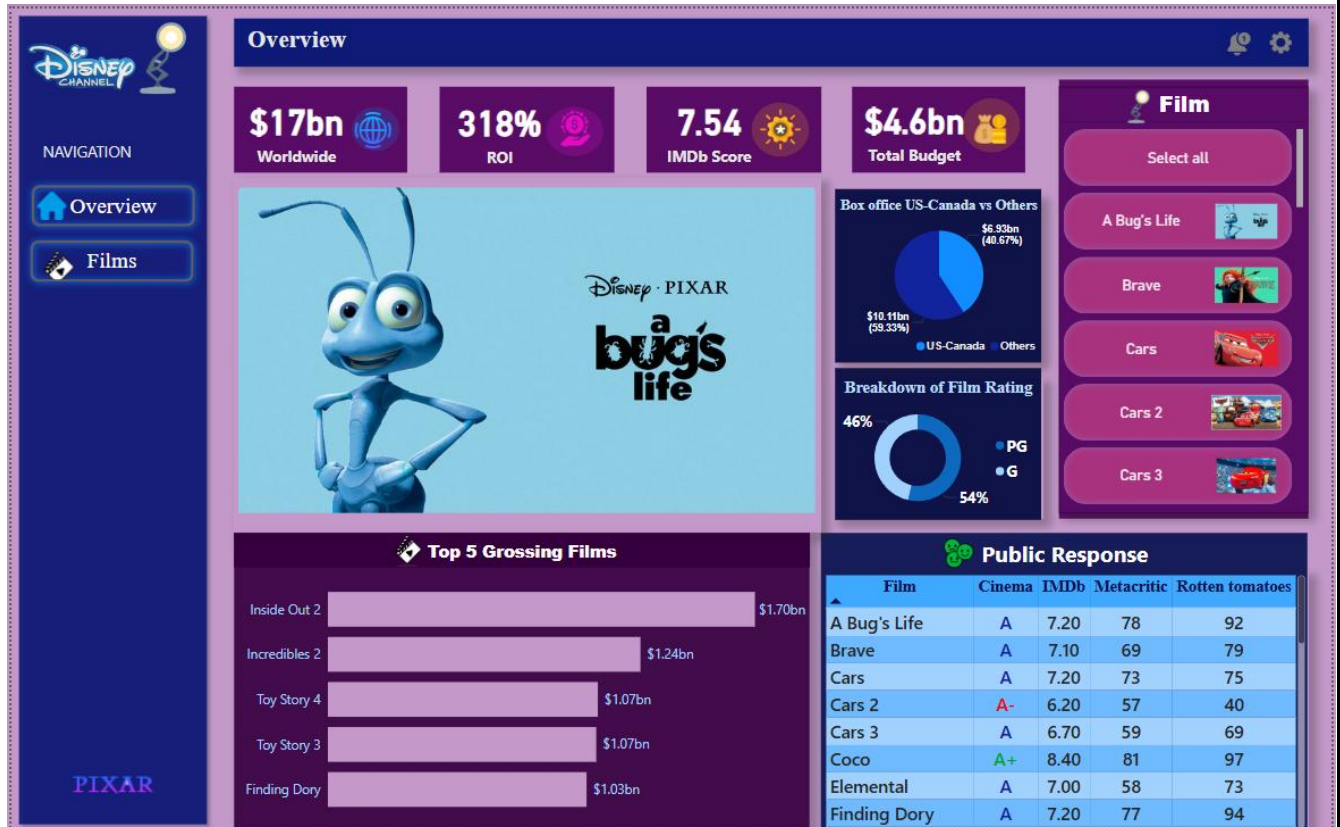 Disney
CHANNEL
NAVIGATION
Overview
Films
PIXAR
Overview
$17bn
Worldwide
318%
ROI
7.54
IMDb Score
$4.6bn
Total Budget
Disney · PIXAR
a
bug's
life
Box office US-Canada vs Others
$6.93bn
(40.67%)
$10.11bn
(59.33%)
US-Canada Others
Breakdown of Film Rating
46%
PG
G
54%
Film
Select all
A Bug's Life
Brave
Cars
Cars 2
Cars 3
Top 5 Grossing Films
Inside Out 2 $1.70bn
Incredibles 2 $1.24bn
Toy Story 4 $1.07bn
Toy Story 3 $1.07bn
Finding Dory $1.03bn
Public Response
Film Cinema IMDb Metacritic Rotten tomatoes
A Bug's Life A 7.20 78 92
Brave A 7.10 69 79
Cars A 7.20 73 75
Cars 2 A- 6.20 57 40
Cars 3 A 6.70 59 69
Coco A+ 8.40 81 97
Elemental A 7.00 58 73
Finding Dory A 7.20 77 94